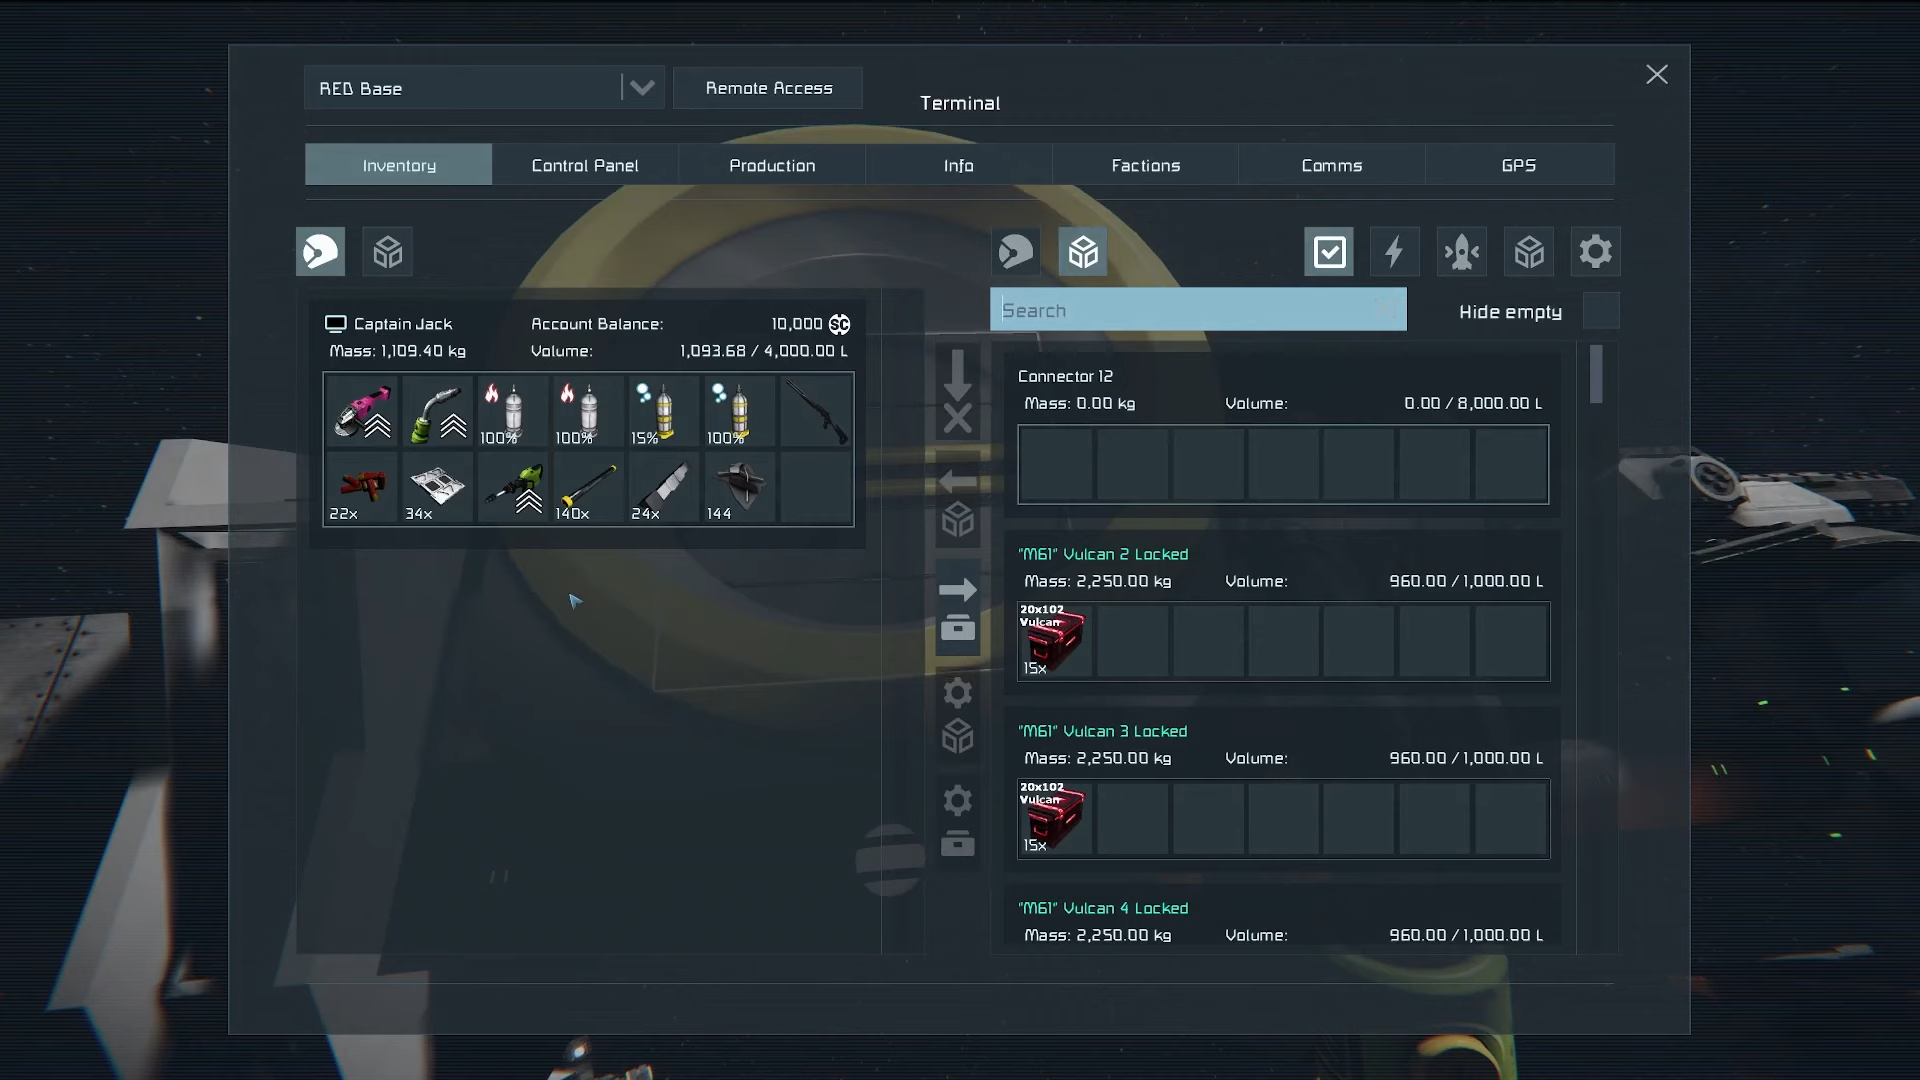 RED Base
Remote Access
Terminal
Inventory
Control Panel
Production
Info
Factions
Comms
GPS
Captain Jack
Account Balance:
10,000 SC
Mass: 1,109.40 kg
Volume:
1,093.68 / 4,000.00 L
100%
100%
15%
100%
22x
34x
140x
24x
144
Search
Hide empty
Connector 12
Mass: 0.00 kg
Volume:
0.00 / 8,000.00 L
"M61" Vulcan 2 Locked
Mass: 2,250.00 kg
Volume:
960.00 / 1,000.00 L
20x102
Vulcan
15x
"M61" Vulcan 3 Locked
Mass: 2,250.00 kg
Volume:
960.00 / 1,000.00 L
20x102
Vulcan
15x
"M61" Vulcan 4 Locked
Mass: 2,250.00 kg
Volume:
960.00 / 1,000.00 L